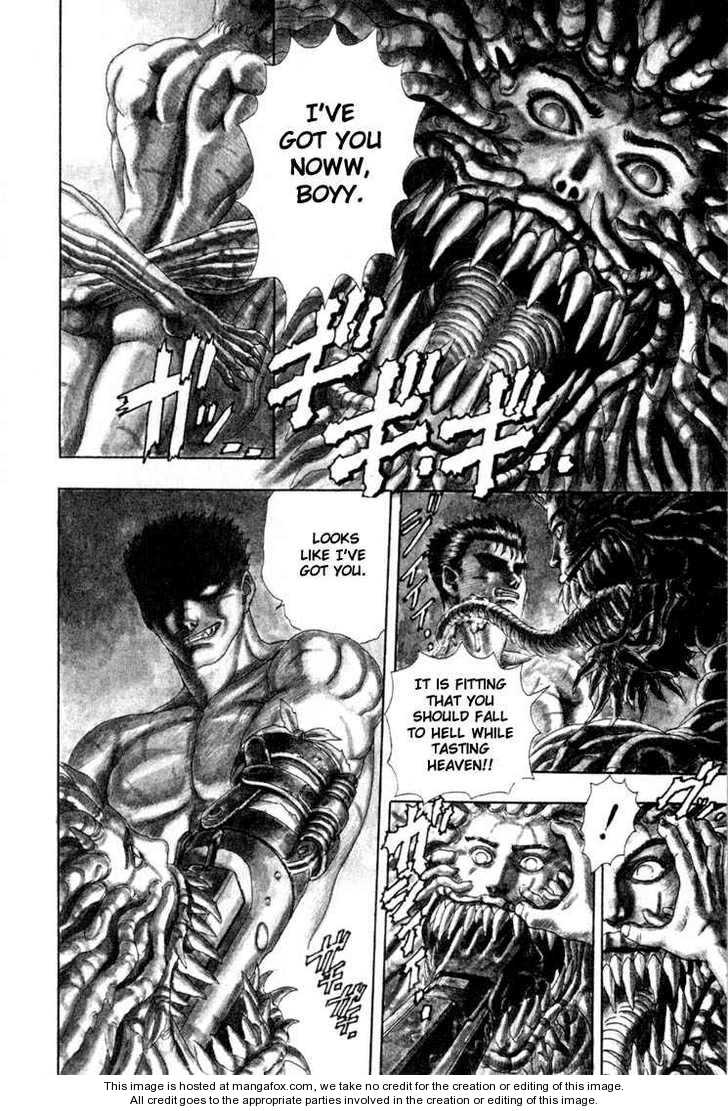 I'VE
GOT YOU
NOWW,
BOYY.
ガッ...
ギギギ..ギ..
IT IS FITTING
THAT YOU
SHOULD FALL
TO HELL WHILE
TASTING
HEAVEN!!
!
LOOKS
LIKE I'VE
GOT YOU.
This image is hosted at mangafox.com, we take no credit for the creation or editing of this image.
All credit goes to the appropriate parties involved in the creation or editing of this image.